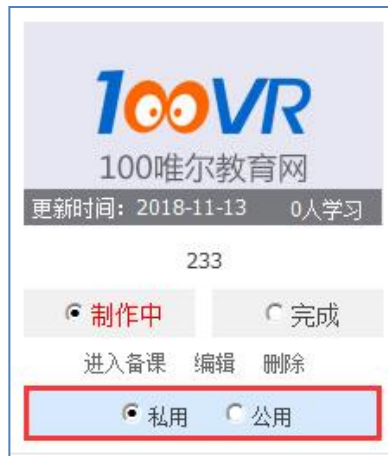 100VR
100唯尔教育网
更新时间：2018-11-13 0人学习
233
制作中 完成
进入备课 编辑 删除
私用 公用